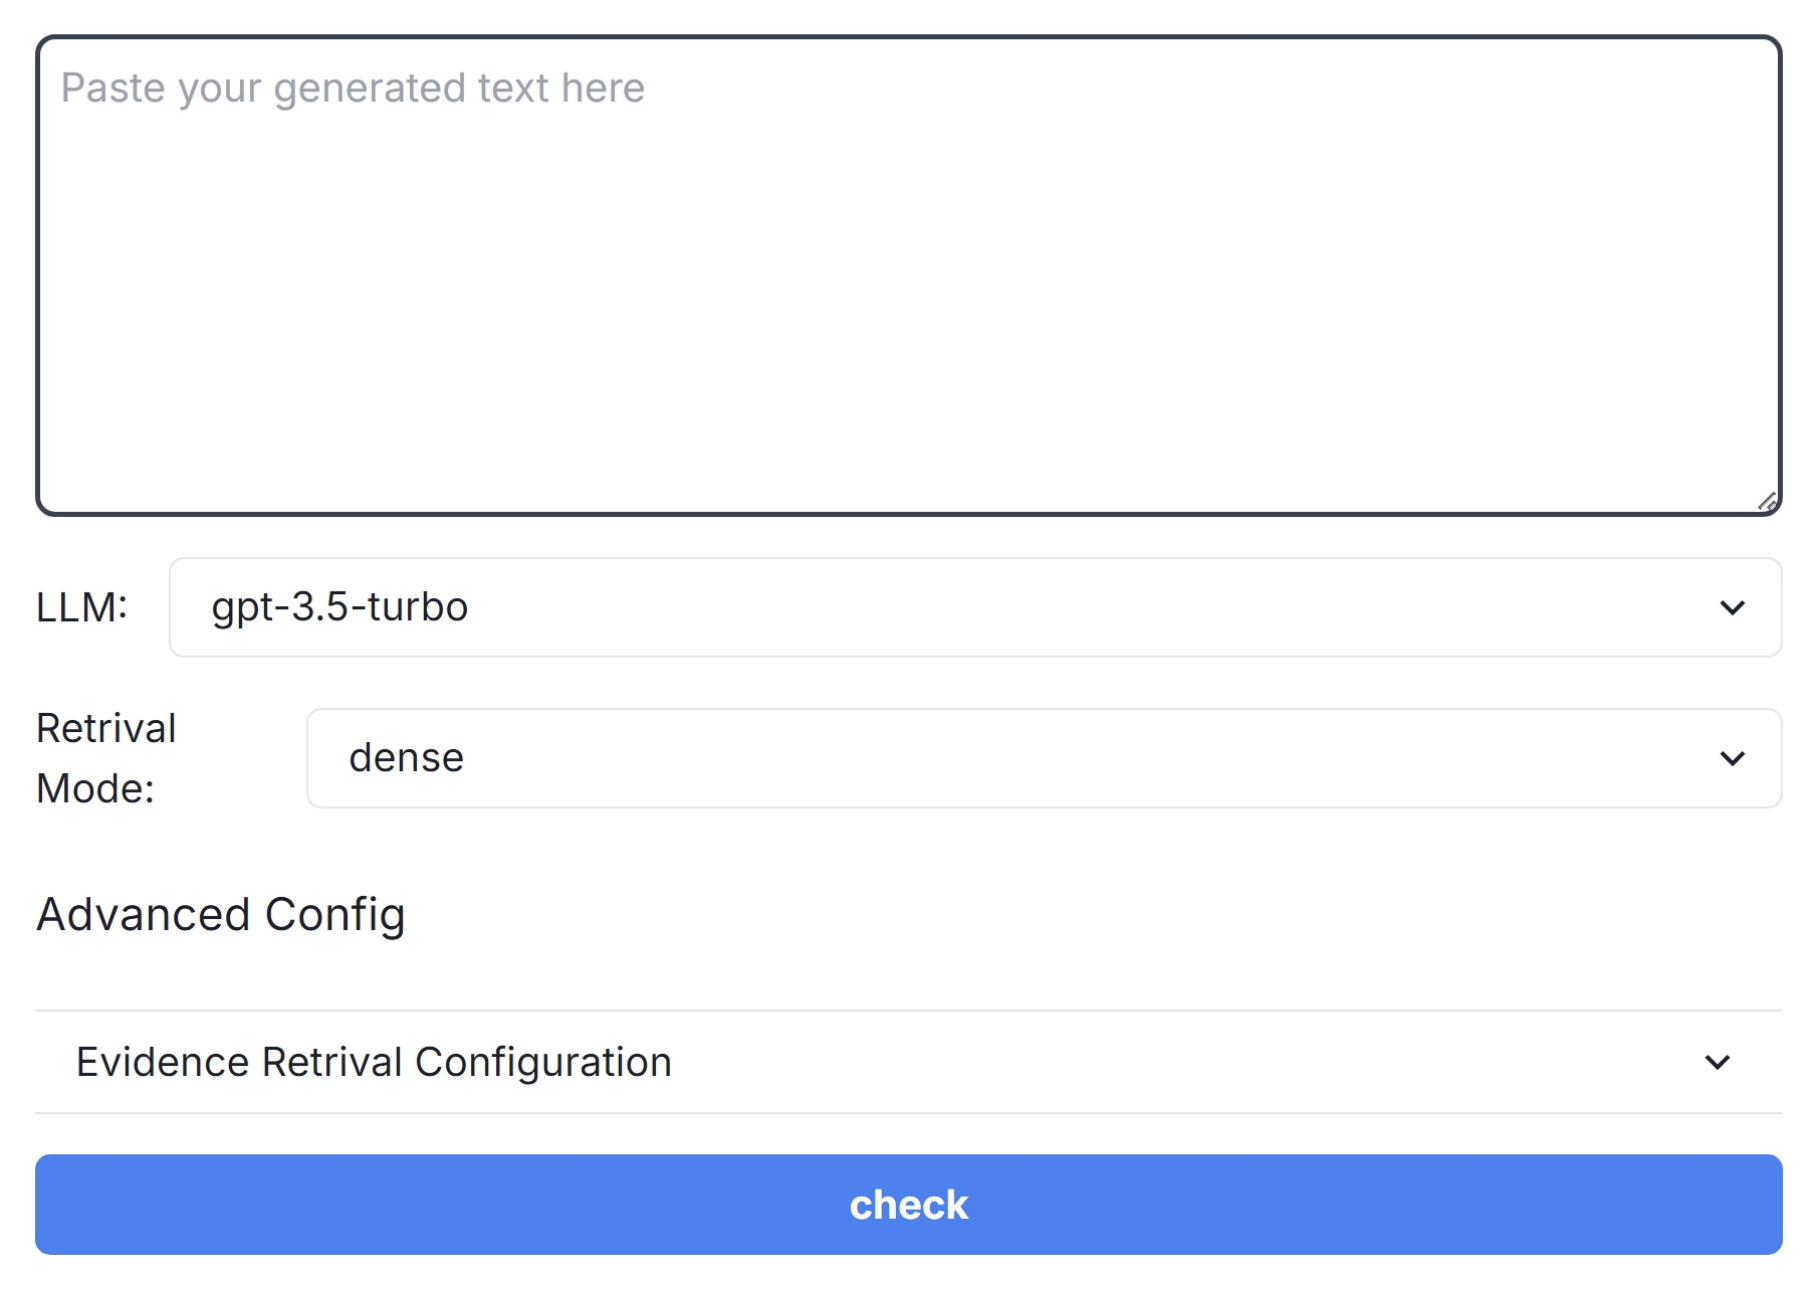 Paste your generated text here
LLM:
gpt-3.5-turbo
Retrival
Mode:
dense
Advanced Config
Evidence Retrival Configuration
check